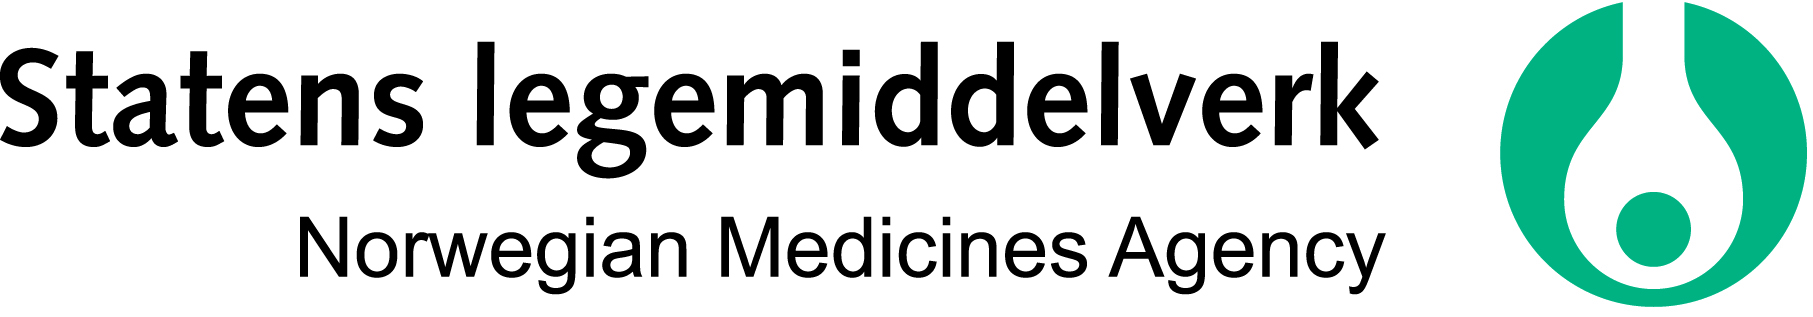 Statens legemiddelverk
Norwegian Medicines Agency